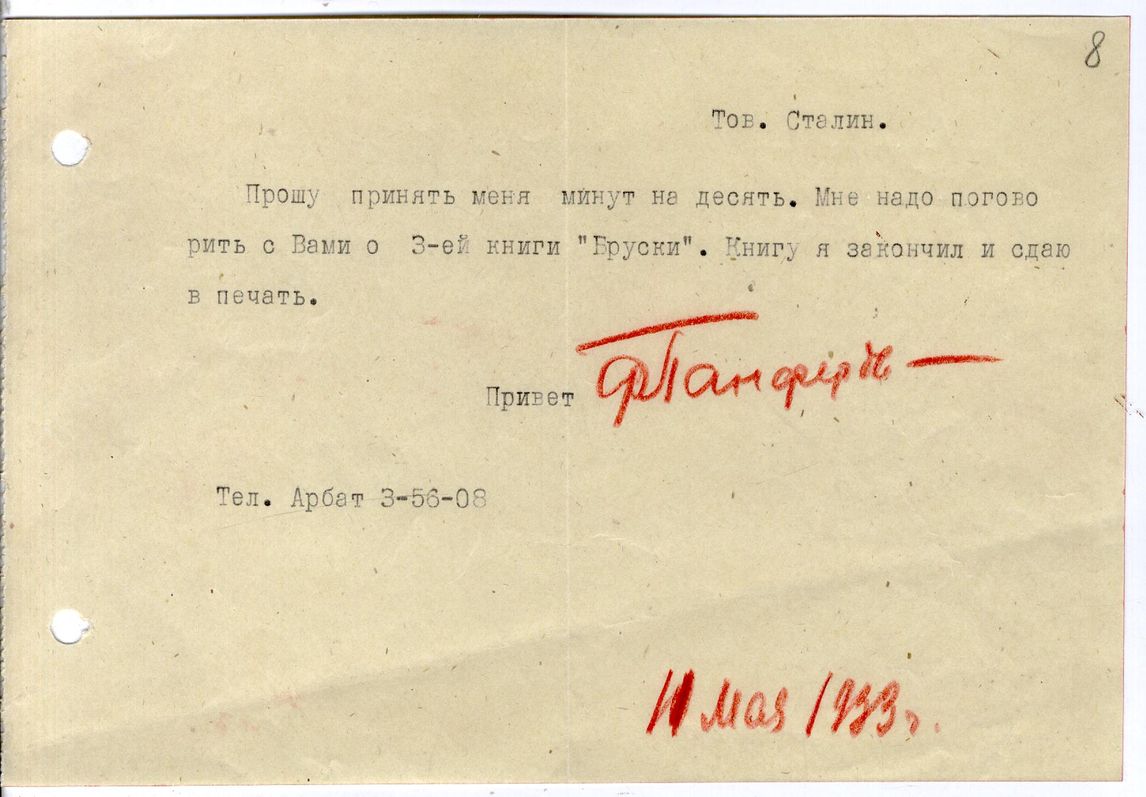 8
Тов. Сталин.
Прошу принять меня минут на десять. Мне надо погово
рить с Вами о 3-ей книги "Бруски". Книгу я закончил и сдаю
в печать.
Привет ФПанферов
Тел. Арбат 3-56-08
11 мая 1933 г.